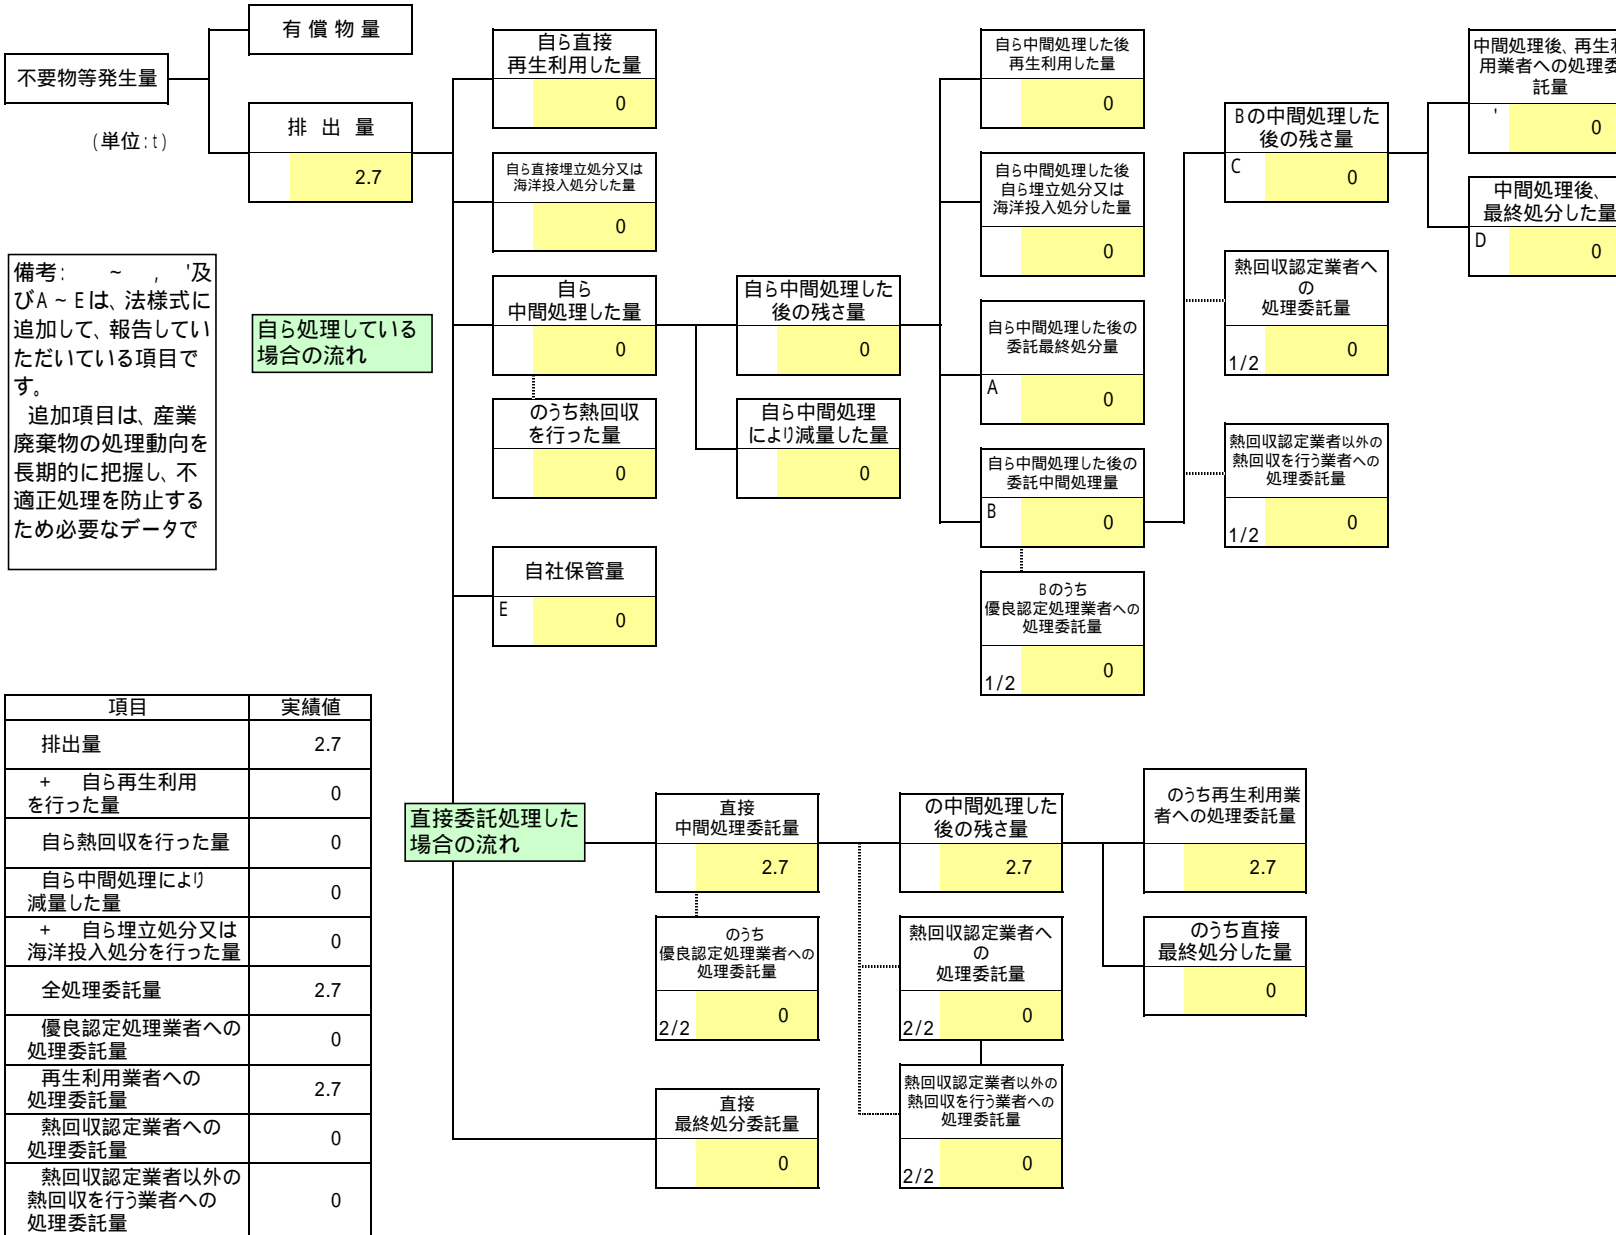 不要物等発生量
(単位:t)
有 償 物 量
排 出 量
2.7
備考: ~ , '及
びA~Eは、法様式に
追加して、報告してい
ただいている項目で
す。
追加項目は、産業
廃棄物の処理動向を
長期的に把握し、不
適正処理を防止する
ため必要なデータで
自ら処理している
場合の流れ
自ら直接
再生利用した量
0
自ら直接埋立処分又は
海洋投入処分した量
0
自ら
中間処理した量
0
のうち熱回収
を行った量
0
自社保管量
E 0
自ら中間処理した
後の残さ量
0
自ら中間処理
により減量した量
0
自ら中間処理した後
再生利用した量
0
自ら中間処理した後
自ら埋立処分又は
海洋投入処分した量
0
自ら中間処理した後の
委託最終処分量
A 0
自ら中間処理した後の
委託中間処理量
B 0
Bのうち
優良認定処理業者への
処理委託量
1/2 0
Bの中間処理した
後の残さ量
C 0
熱回収認定業者へ
の
処理委託量
1/2 0
熱回収認定業者以外の
熱回収を行う業者への
処理委託量
1/2 0
中間処理後、再生利
用業者への処理委
託量
' 0
中間処理後、
最終処分した量
D 0
項目 実績値
排出量 2.7
+ 自ら再生利用
を行った量 0
自ら熱回収を行った量 0
自ら中間処理により
減量した量 0
+ 自ら埋立処分又は
海洋投入処分を行った量 0
全処理委託量 2.7
優良認定処理業者への
処理委託量 0
再生利用業者への
処理委託量 2.7
熱回収認定業者への
処理委託量 0
熱回収認定業者以外の
熱回収を行う業者への
処理委託量 0
直接委託処理した
場合の流れ
直接
中間処理委託量
2.7
のうち
優良認定処理業者への
処理委託量
2/2 0
直接
最終処分委託量
0
の中間処理した
後の残さ量
2.7
熱回収認定業者へ
の
処理委託量
2/2 0
熱回収認定業者以外の
熱回収を行う業者への
処理委託量
2/2 0
のうち再生利用業
者への処理委託量
2.7
のうち直接
最終処分した量
0